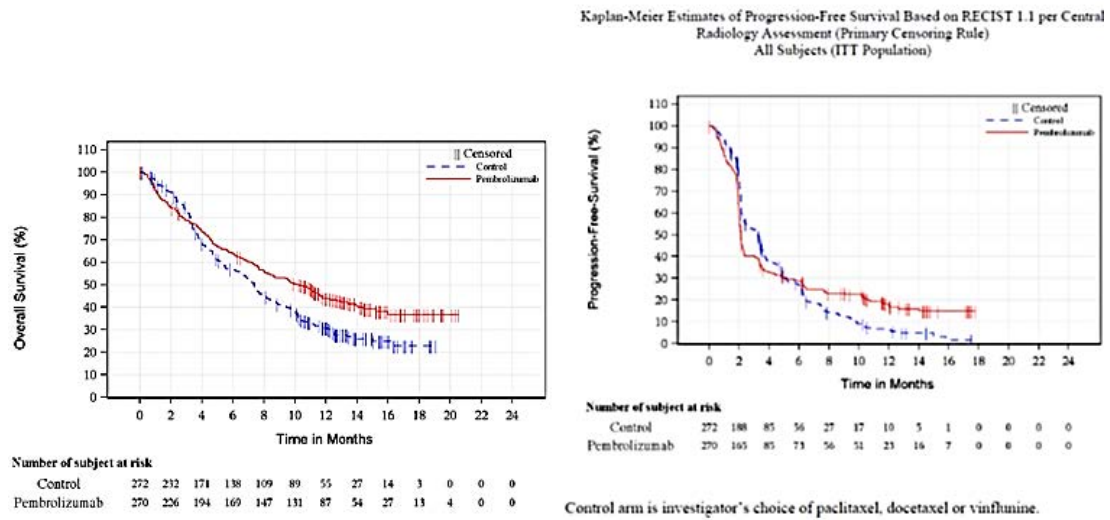 Kaplan-Meier Estimates of Progression-Free Survival Based on RECIST 1.1 per Central
Radiology Assessment (Primary Censoring Rule)
All Subjects (ITT Population)
Overall Survival (%)
110
100
90
80
70
60
50
40
30
20
10
0
|| Censored
Control
Pembrolizumab
0 2 4 6 8 10 12 14 16 18 20 22 24
Time in Months
Number of subject at risk
Control 272 232 171 138 109 89 55 27 14 3 0 0 0
Pembrolizumab 270 226 194 169 147 131 87 54 27 13 4 0 0
Progression-Free-Survival (%)
110
100
90
80
70
60
50
40
30
20
10
0
|| Censored
Control
Pembrolizumab
0 2 4 6 8 10 12 14 16 18 20 22 24
Time in Months
Number of subject at risk
Control 272 188 85 56 27 17 10 5 1 0 0 0 0
Pembrolizumab 270 165 85 73 56 51 23 16 7 0 0 0 0
Control arm is investigator's choice of paclitaxel, docetaxel or vinflunine.